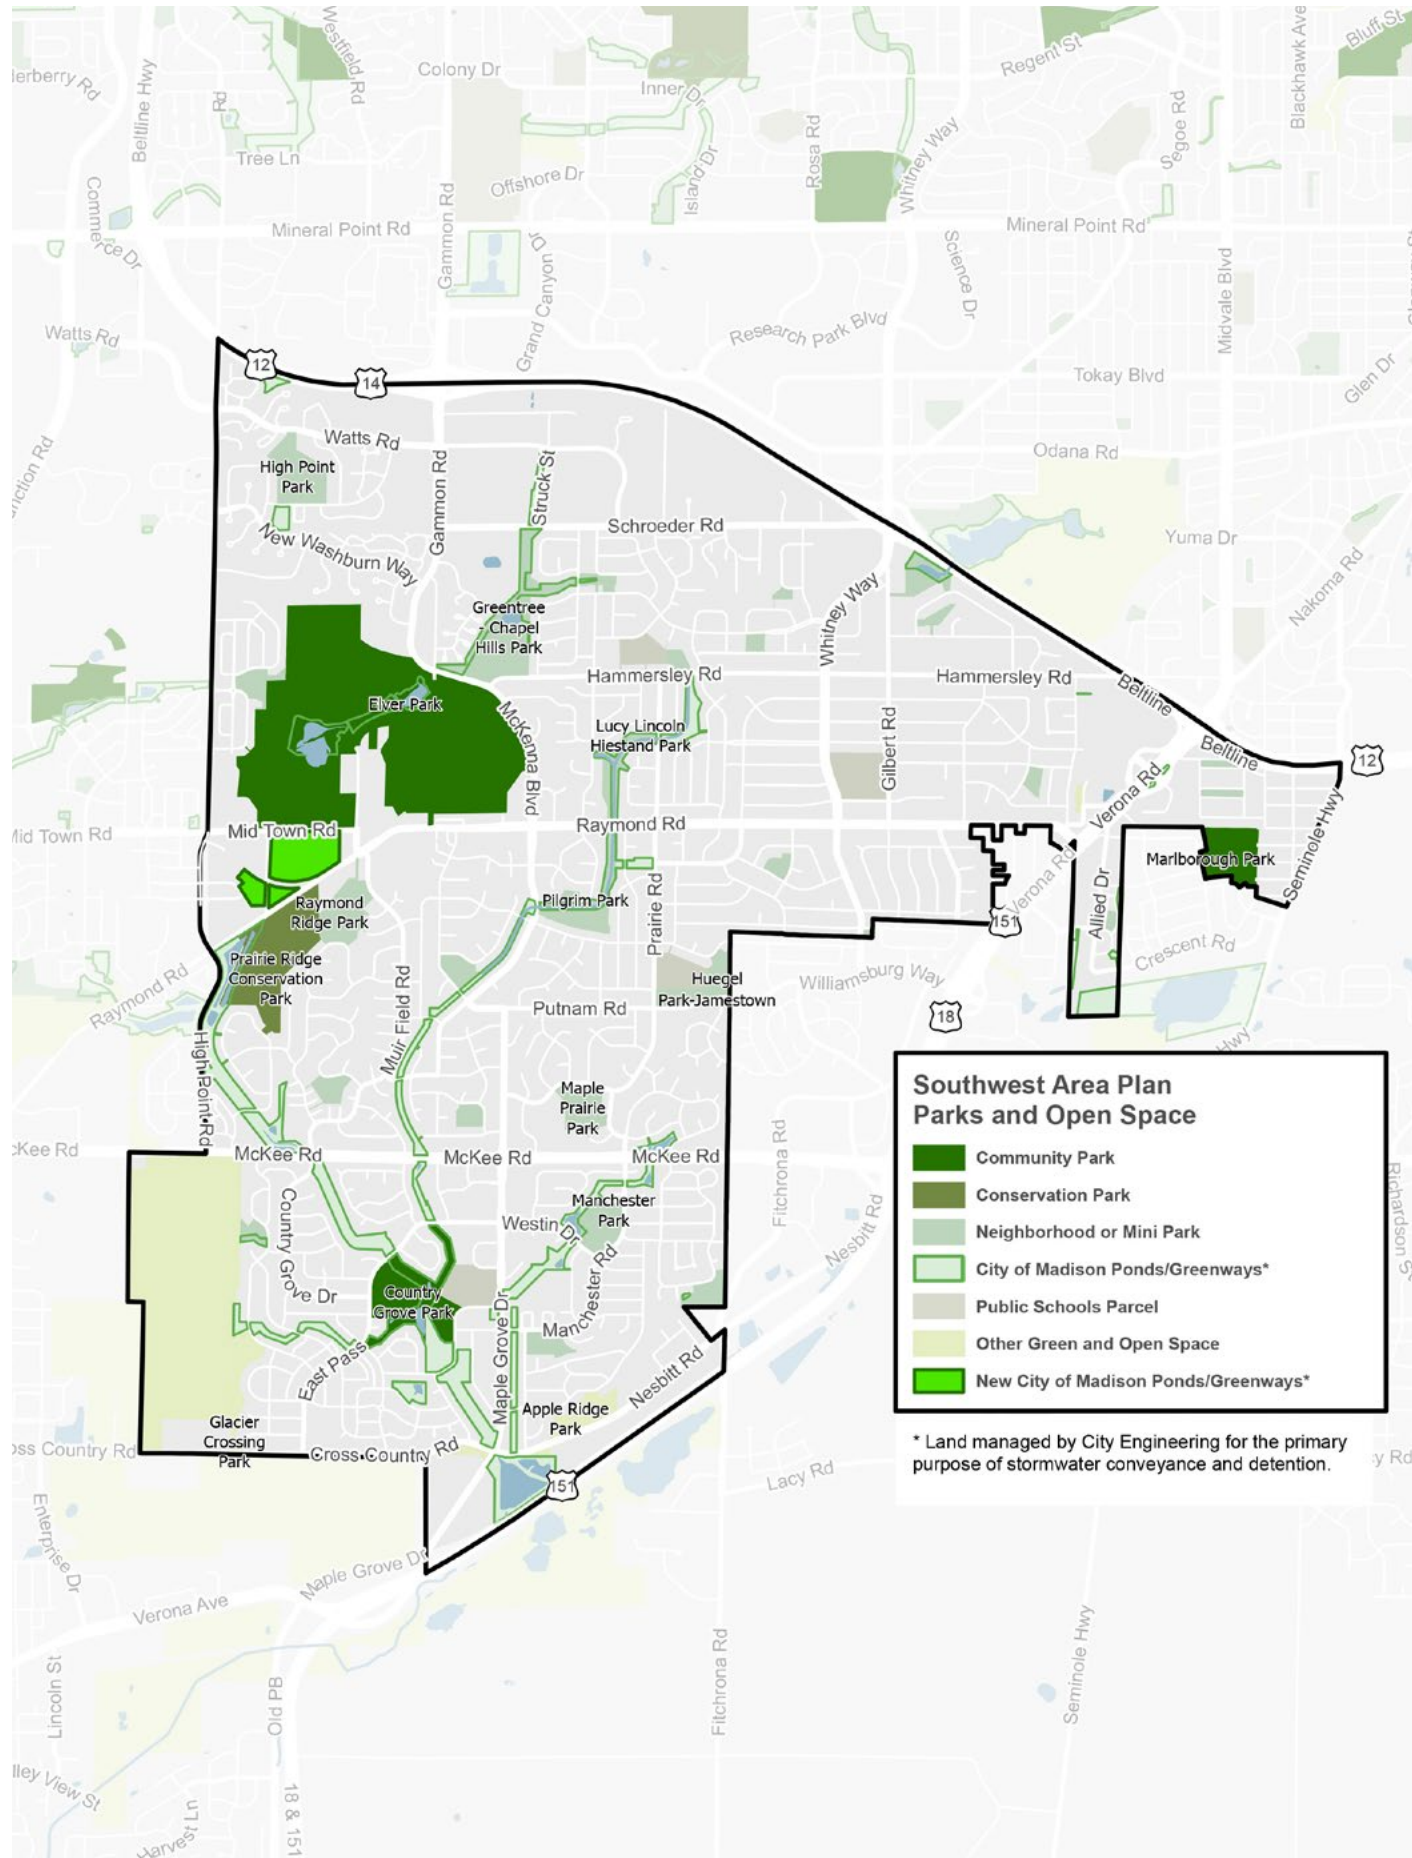 Westfield Rd
Colony Dr
Regent St
Blackhawk Ave
Bluff St
Beltline Hwy
Rd
Inner Dr
Rosa Rd
Whitney Way
Segoe Rd
Tree Ln
Offshore Dr
Island Dr
Commerce Dr
Mineral Point Rd
Gammon Rd
Mineral Point Rd
Grand Canyon Dr
Science Dr
Midvale Blvd
Watts Rd
Research Park Blvd
Tokay Blvd
Glen Dr
12
14
Watts Rd
Odana Rd
High Point
Park
Gammon Rd
Struck St
Schroeder Rd
Yuma Dr
New Washburn Way
Nakoma Rd
Greentree
- Chapel
Hills Park
Whitney Way
Hammersley Rd
Hammersley Rd
Beltline
Elver Park
McKenna Blvd
Lucy Lincoln
Hiestand Park
Gilbert Rd
Beltline
12
Verona Rd
Seminole Hwy
Mid Town Rd
Mid Town Rd
Raymond Rd
Marlborough Park
Verona Rd
Allied Dr
Raymond
Ridge Park
Pilgrim Park
Prairie Rd
151
Crescent Rd
Prairie Ridge
Conservation
Park
Raymond Rd
Muir Field Rd
Huegel
Park-Jamestown
Williamsburg Way
Putnam Rd
18
Hwy
High Point Rd
Maple
Prairie
Park
Fitchrona Rd
McKee Rd
McKee Rd
McKee Rd
Country Grove Dr
Westin Dr
Manchester
Park
Nesbitt Rd
Country
Grove Park
Maple Grove Dr
Manchester Rd
East Pass
Nesbitt Rd
Apple Ridge
Park
Glacier
Crossing
Park
Cross Country Rd
151
Lacy Rd
Southwest Area Plan
Parks and Open Space
Community Park
Conservation Park
Neighborhood or Mini Park
City of Madison Ponds/Greenways*
Public Schools Parcel
Other Green and Open Space
New City of Madison Ponds/Greenways*
* Land managed by City Engineering for the primary
purpose of stormwater conveyance and detention.
Enterprise Dr
Maple Grove Dr
Verona Ave
Lincoln St
Old PB
Fitchrona Rd
Seminole Hwy
18 & 151
Harvest Ln